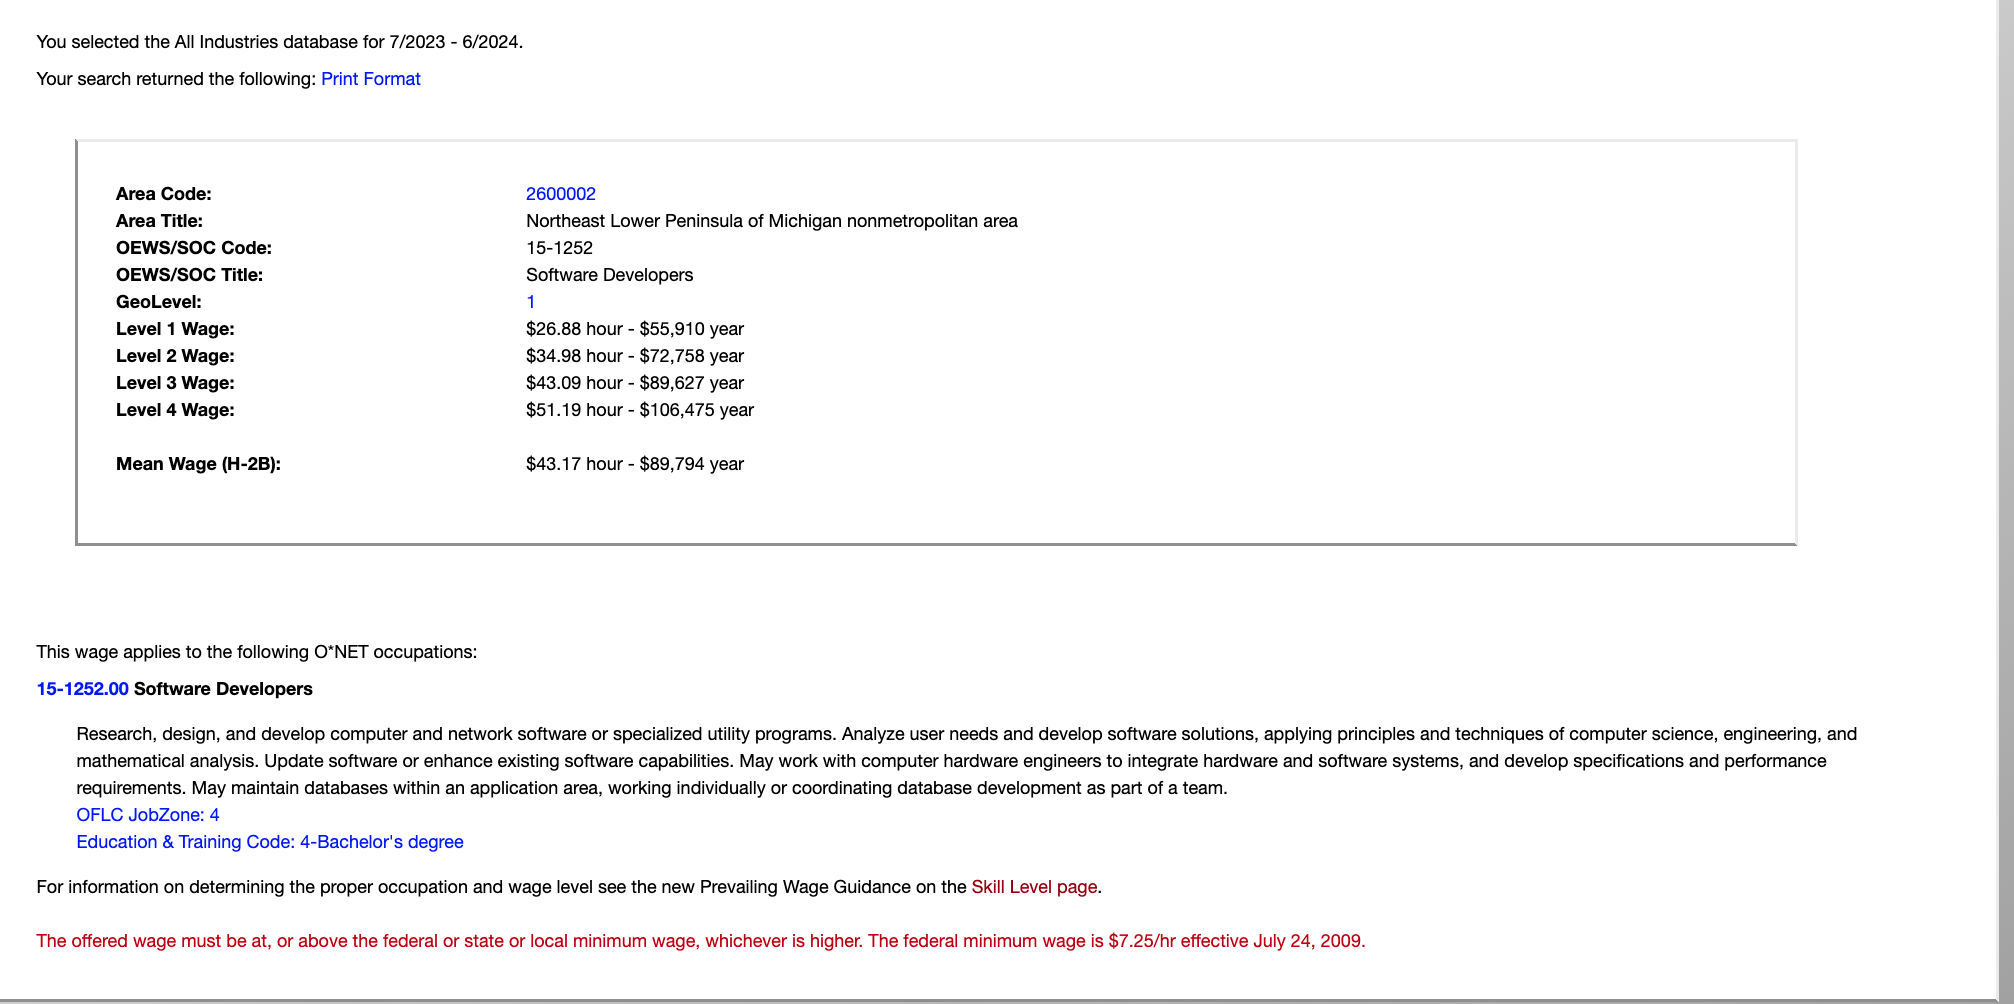 You selected the All Industries database for 7/2023 - 6/2024.
Your search returned the following: Print Format
Area Code: 2600002
Area Title: Northeast Lower Peninsula of Michigan nonmetropolitan area
OEWS/SOC Code: 15-1252
OEWS/SOC Title: Software Developers
GeoLevel: 1
Level 1 Wage: $26.88 hour - $55,910 year
Level 2 Wage: $34.98 hour - $72,758 year
Level 3 Wage: $43.09 hour - $89,627 year
Level 4 Wage: $51.19 hour - $106,475 year
Mean Wage (H-2B): $43.17 hour - $89,794 year
This wage applies to the following O*NET occupations:
15-1252.00 Software Developers
Research, design, and develop computer and network software or specialized utility programs. Analyze user needs and develop software solutions, applying principles and techniques of computer science, engineering, and
mathematical analysis. Update software or enhance existing software capabilities. May work with computer hardware engineers to integrate hardware and software systems, and develop specifications and performance
requirements. May maintain databases within an application area, working individually or coordinating database development as part of a team.
OFLC JobZone: 4
Education & Training Code: 4-Bachelor's degree
For information on determining the proper occupation and wage level see the new Prevailing Wage Guidance on the Skill Level page.
The offered wage must be at, or above the federal or state or local minimum wage, whichever is higher. The federal minimum wage is $7.25/hr effective July 24, 2009.